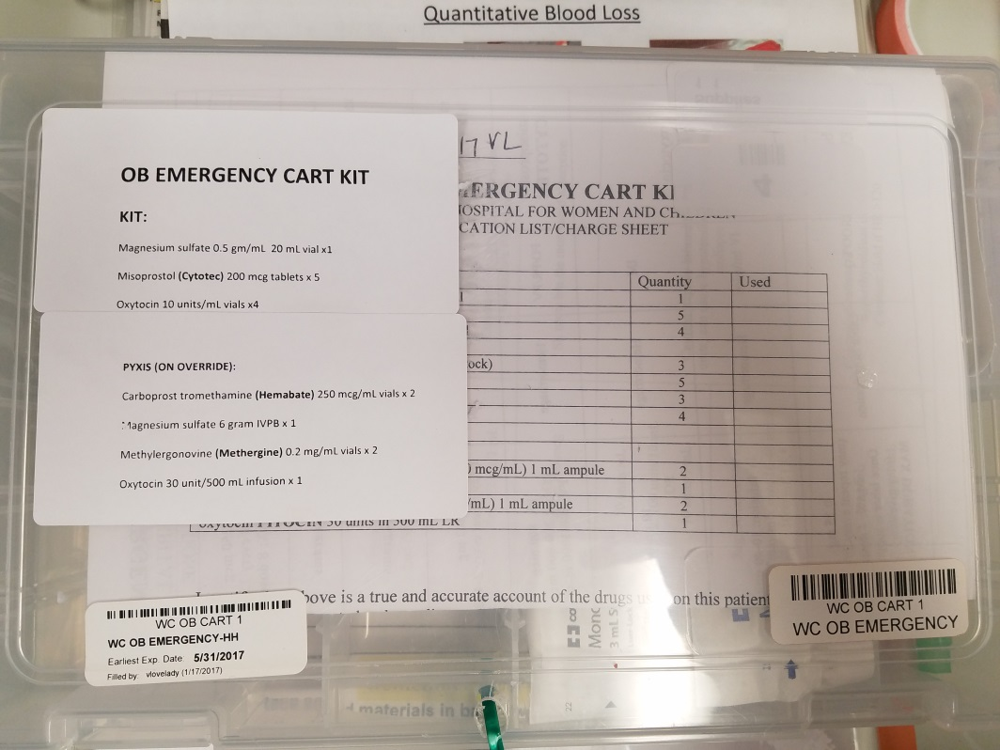 Quantitative Blood Loss
17 VL
OB EMERGENCY CART KIT
KIT:
Magnesium sulfate 0.5 gm/mL 20 mL vial x1
Misoprostol (Cytotec) 200 mcg tablets x 5
Oxytocin 10 units/mL vials x4
PYXIS (ON OVERRIDE):
Carboprost tromethamine (Hemabate) 250 mcg/mL vials x 2
Magnesium sulfate 6 gram IVPB x 1
Methylergonovine (Methergine) 0.2 mg/mL vials x 2
Oxytocin 30 unit/500 mL infusion x 1
ERGENCY CART KI
HOSPITAL FOR WOMEN AND CHILDREN
CATION LIST/CHARGE SHEET
Quantity Used
1
5
4
ock) 3
5
3
4
mcg/mL) 1 mL ampule 2
1
/mL) 1 mL ampule 2
oxytocin PITOCIN 30 units in 500 mL LR 1
bove is a true and accurate account of the drugs on this patient
WC OB CART 1
WC OB EMERGENCY-HH
Earliest Exp. Date 5/31/2017
Filled by: vlovelady (1/17/2017)
WC OB CART 1
WC OB EMERGENCY
3 mL
materials in